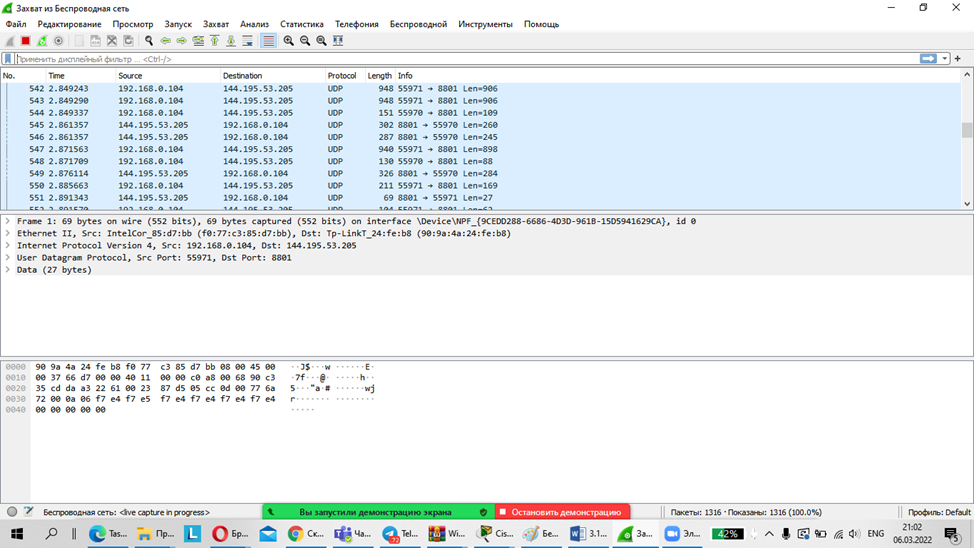 Захват из Беспроводная сеть
Файл Редактирование Просмотр Запуск Захват Анализ Статистика Телефония Беспроводной Инструменты Помощь
Применить дисплейный фильтр ... <Ctrl-/>
No. Time Source Destination Protocol Length Info
542 2.849243 192.168.0.104 144.195.53.205 UDP 948 55971 → 8801 Len=906
543 2.849290 192.168.0.104 144.195.53.205 UDP 948 55971 → 8801 Len=906
544 2.849337 192.168.0.104 144.195.53.205 UDP 151 55970 → 8801 Len=109
545 2.861357 144.195.53.205 192.168.0.104 UDP 302 8801 → 55970 Len=260
546 2.861357 144.195.53.205 192.168.0.104 UDP 287 8801 → 55970 Len=245
547 2.871563 192.168.0.104 144.195.53.205 UDP 940 55971 → 8801 Len=898
548 2.871709 192.168.0.104 144.195.53.205 UDP 130 55970 → 8801 Len=88
549 2.876114 144.195.53.205 192.168.0.104 UDP 326 8801 → 55970 Len=284
550 2.885663 192.168.0.104 144.195.53.205 UDP 211 55970 → 8801 Len=169
551 2.891343 144.195.53.205 192.168.0.104 UDP 69 8801 → 55971 Len=27
Frame 1: 69 bytes on wire (552 bits), 69 bytes captured (552 bits) on interface \Device\NPF_{9CEDD288-6686-4D3D-961B-15D5941629CA}, id 0
Ethernet II, Src: IntelCor_85:d7:bb (f0:77:c3:85:d7:bb), Dst: Tp-LinkT_24:fe:b8 (90:9a:4a:24:fe:b8)
Internet Protocol Version 4, Src: 192.168.0.104, Dst: 144.195.53.205
User Datagram Protocol, Src Port: 55971, Dst Port: 8801
Data (27 bytes)
0000 90 9a 4a 24 fe b8 f0 77 c3 85 d7 bb 08 00 45 00 ··J$···w ······E·
0010 00 37 66 d7 00 00 40 11 00 00 c0 a8 00 68 90 c3 ·7f···@· ·····h··
0020 35 cd da a3 22 61 00 23 87 d5 05 cc 0d 00 77 6a 5···"a·# ······wj
0030 72 00 0a 06 f7 e4 f7 e5 f7 e4 f7 e4 f7 e4 f7 e4 r······· ········
0040 00 00 00 00 00 ·····
Беспроводная сеть: <live capture in progress> Вы запустили демонстрацию экрана Остановить демонстрацию Пакеты: 1316 · Показаны: 1316 (100.0%) Профиль: Default
Tas... Пр... L Бр... Ск... Ча... 22 Tel... Wi... Cis... Бе... 3.1... За... Эл... 42% ENG 21:02
06.03.2022 5